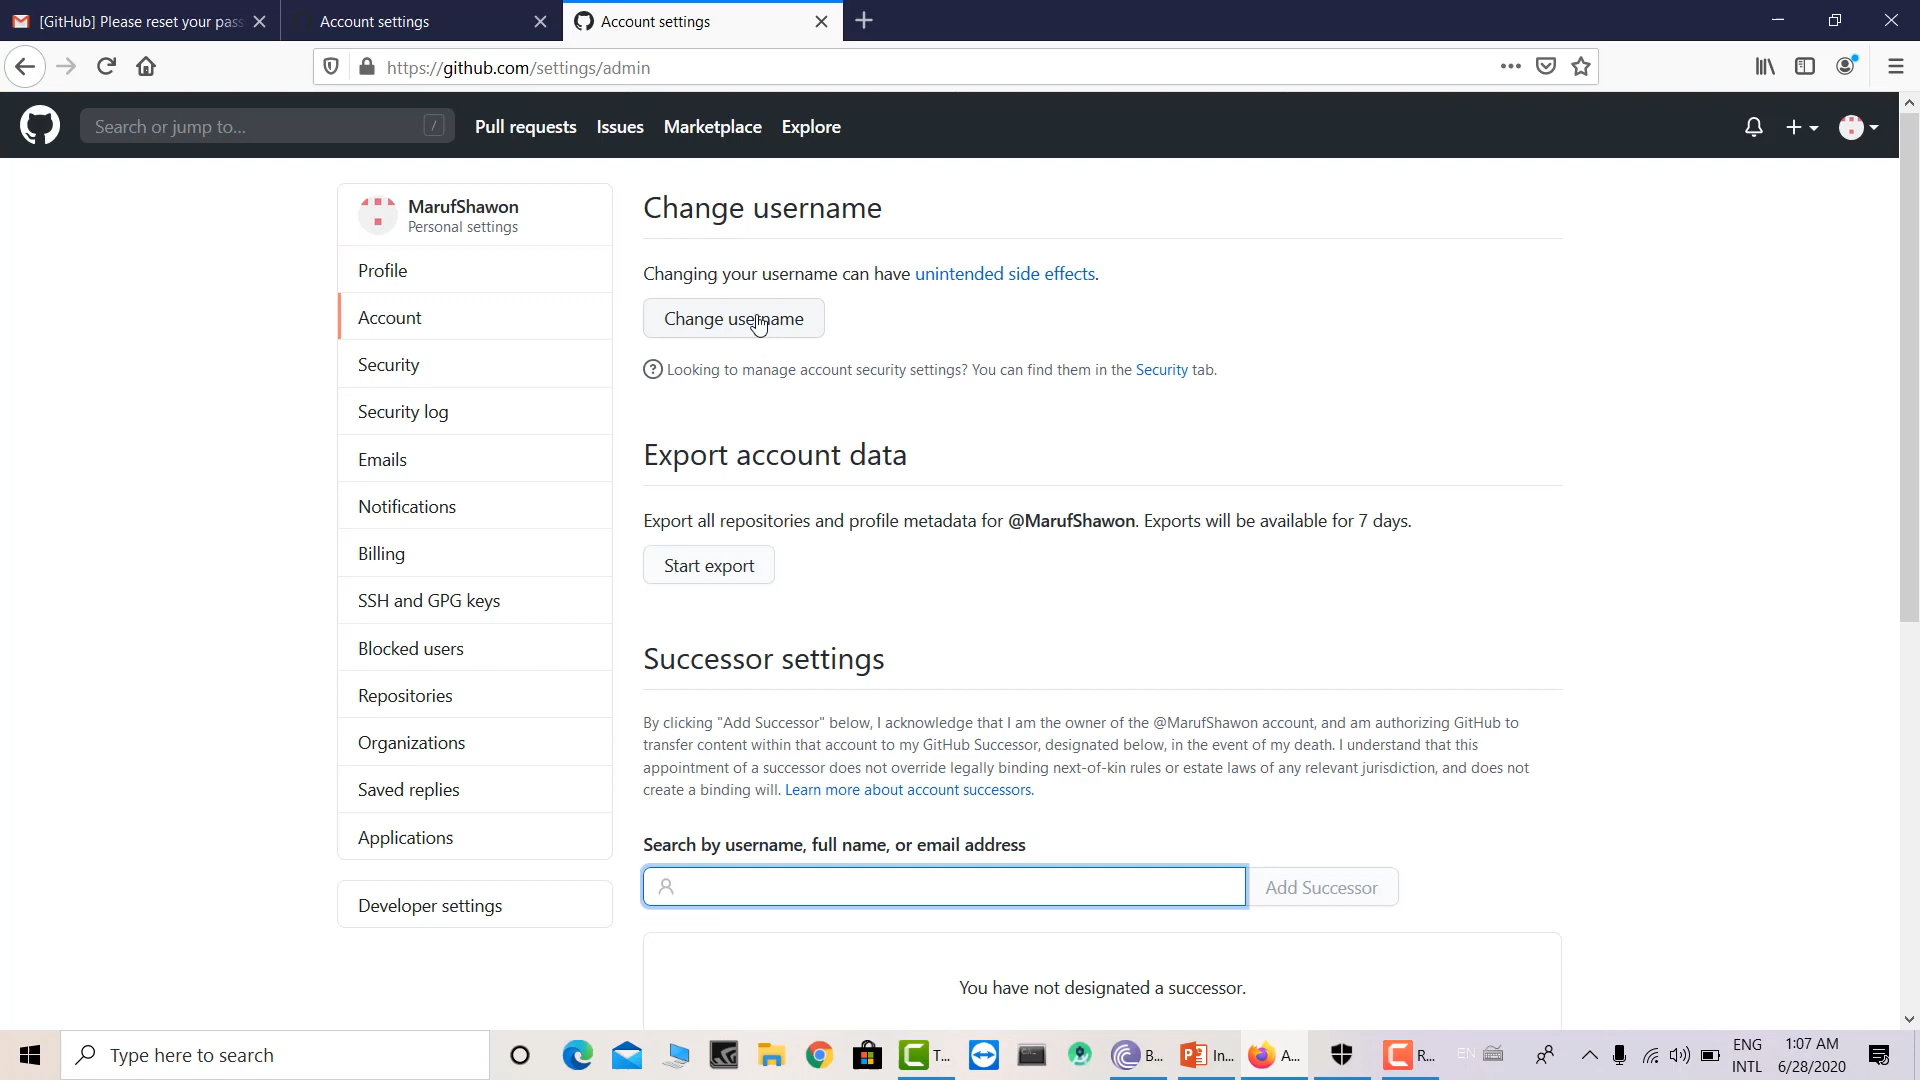 [GitHub] Please reset your pass
Account settings
Account settings
https://github.com/settings/admin
Search or jump to...
/
Pull requests
Issues
Marketplace
Explore
MarufShawon
Personal settings
Profile
Account
Security
Security log
Emails
Notifications
Billing
SSH and GPG keys
Blocked users
Repositories
Organizations
Saved replies
Applications
Developer settings
Change username
Changing your username can have unintended side effects.
Change username
Looking to manage account security settings? You can find them in the Security tab.
Export account data
Export all repositories and profile metadata for @MarufShawon. Exports will be available for 7 days.
Start export
Successor settings
By clicking "Add Successor" below, I acknowledge that I am the owner of the @MarufShawon account, and am authorizing GitHub to
transfer content within that account to my GitHub Successor, designated below, in the event of my death. I understand that this
appointment of a successor does not override legally binding next-of-kin rules or estate laws of any relevant jurisdiction, and does not
create a binding will. Learn more about account successors.
Search by username, full name, or email address
Add Successor
You have not designated a successor.
Type here to search
T...
B...
In...
A...
R...
EN
ENG
INTL
1:07 AM
6/28/2020